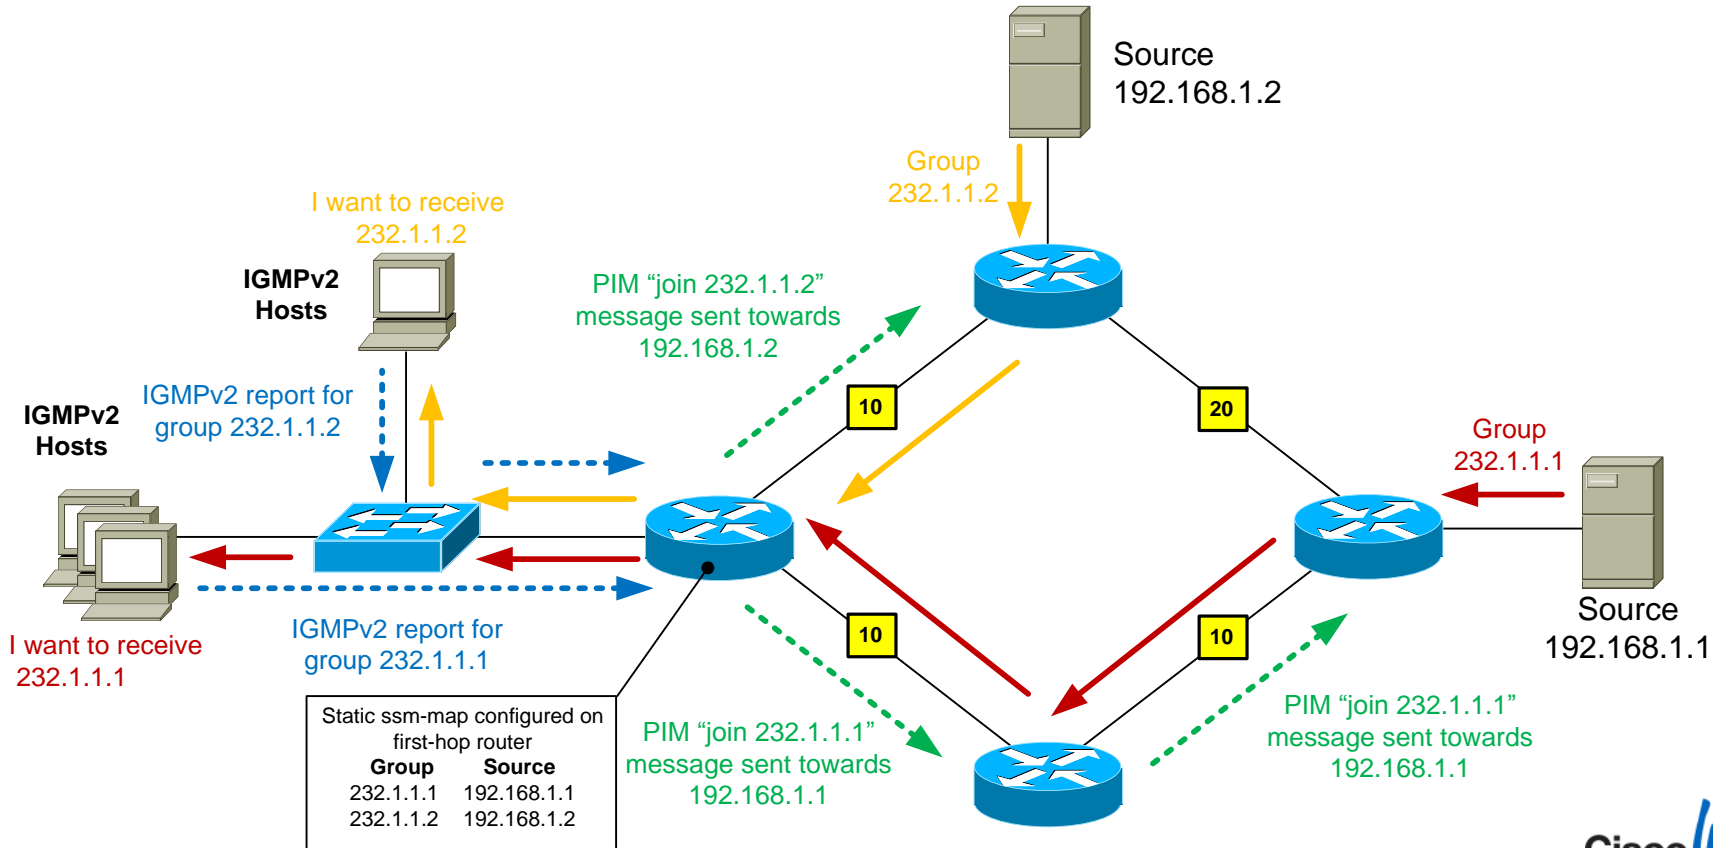 Source
192.168.1.2
Group
232.1.1.2
I want to receive
232.1.1.2
IGMPv2
Hosts
PIM “join 232.1.1.2”
message sent towards
192.168.1.2
IGMPv2 report for
group 232.1.1.2
IGMPv2
Hosts
10
20
Group
232.1.1.1
I want to receive
232.1.1.1
IGMPv2 report for
group 232.1.1.1
10
10
Source
192.168.1.1
Static ssm-map configured on
first-hop router
Group Source
232.1.1.1 192.168.1.1
232.1.1.2 192.168.1.2
PIM “join 232.1.1.1”
message sent towards
192.168.1.1
PIM “join 232.1.1.1”
message sent towards
192.168.1.1